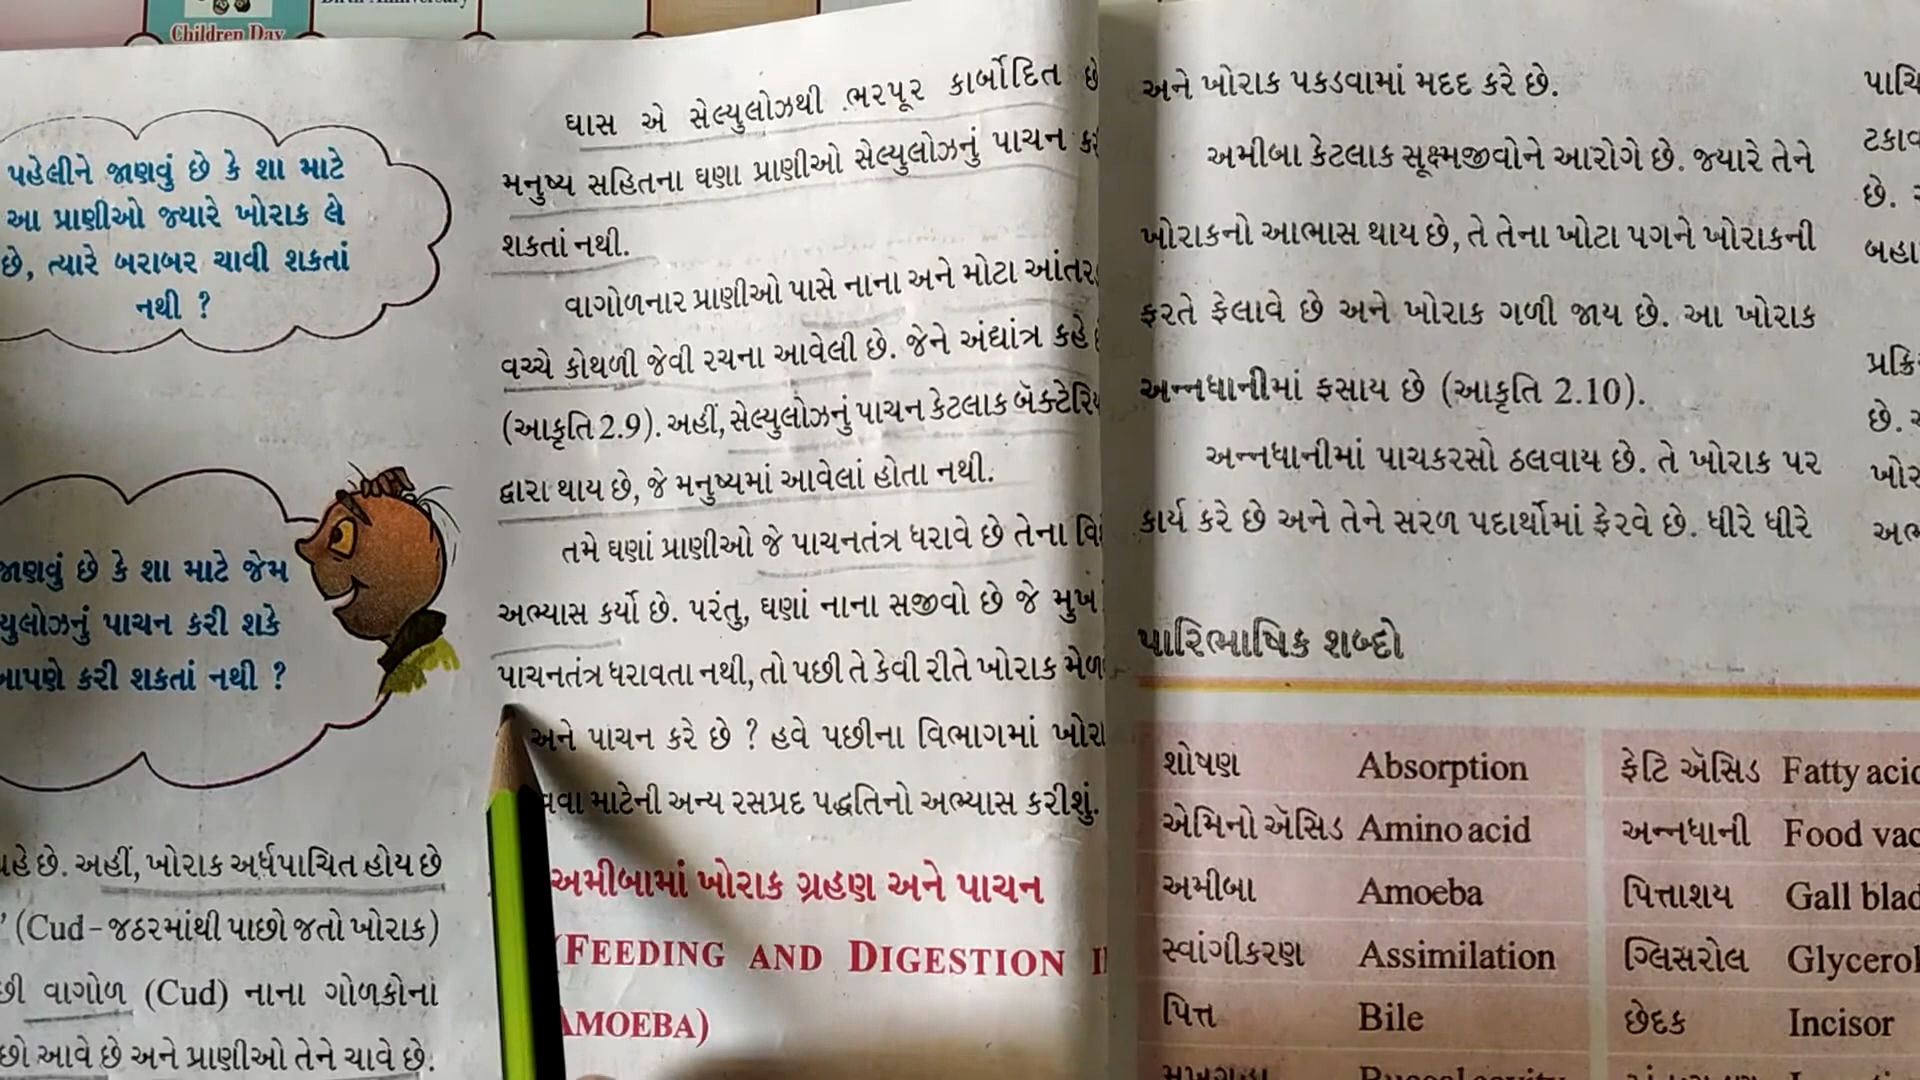 Children Day
પહેલીને જાણવું છે કે શા માટે
આ પ્રાણીઓ જ્યારે ખોરાક લે
છે, ત્યારે બરાબર ચાવી શકતાં
નથી ?
જાણવું છે કે શા માટે જેમ
પાચન કરી શકે
કરી શકતાં નથી ?
છે. અહીં, ખોરાક અર્ધપાચિત હોય છે
(Cud – જઠરમાંથી પાછો જતો ખોરાક)
વાગોળ (Cud) નાના ગોળકોનાં
આવે છે અને પ્રાણીઓ તેને ચાવે છે.
ઘાસ એ સેલ્યુલોઝથી ભરપૂર કાર્બોદિત છે
મનુષ્ય સહિતના ઘણા પ્રાણીઓ સેલ્યુલોઝનું પાચન
શકતાં નથી.
વાગોળનાર પ્રાણીઓ પાસે નાના અને મોટા
વચ્ચે કોથળી જેવી રચના આવેલી છે. જેને અંધાંત્ર કહે
(આકૃતિ 2.9). અહીં, સેલ્યુલોઝનું પાચન કેટલાક
દ્વારા થાય છે, જે મનુષ્યમાં આવેલાં હોતા નથી.
તમે ઘણાં પ્રાણીઓ જે પાચનતંત્ર ધરાવે છે તેના
અભ્યાસ કર્યો છે. પરંતુ, ઘણાં નાના સજીવો છે જે મુખ
પાચનતંત્ર ધરાવતા નથી, તો પછી તે કેવી રીતે ખોરાક
અને પાચન કરે છે ? હવે પછીના વિભાગમાં
માટેની અન્ય રસપ્રદ પદ્ધતિનો અભ્યાસ કરીશું.
અમીબામાં ખોરાક ગ્રહણ અને પાચન
(FEEDING AND DIGESTION
AMOEBA)
અને ખોરાક પકડવામાં મદદ કરે છે.
અમીબા કેટલાક સૂક્ષ્મજીવોને આરોગે છે. જ્યારે તેને
ખોરાકનો આભાસ થાય છે, તે તેના ખોટા પગને ખોરાકની
ફરતે ફેલાવે છે અને ખોરાક ગળી જાય છે. આ ખોરાક
અન્નધાનીમાં ફસાય છે (આકૃતિ 2.10).
અન્નધાનીમાં પાચકરસો ઠલવાય છે. તે ખોરાક પર
કાર્ય કરે છે અને તેને સરળ પદાર્થોમાં ફેરવે છે. ધીરે ધીરે
પારિભાષિક શબ્દો
શોષણ Absorption ફેટિ ઍસિડ Fatty acid
એમિનો ઍસિડ Amino acid અન્નધાની Food
અમીબા Amoeba પિત્તાશય Gall
સ્વાંગીકરણ Assimilation ગ્લિસરોલ Glycerol
પિત્ત Bile છેદક Incisor
છે.
છે.